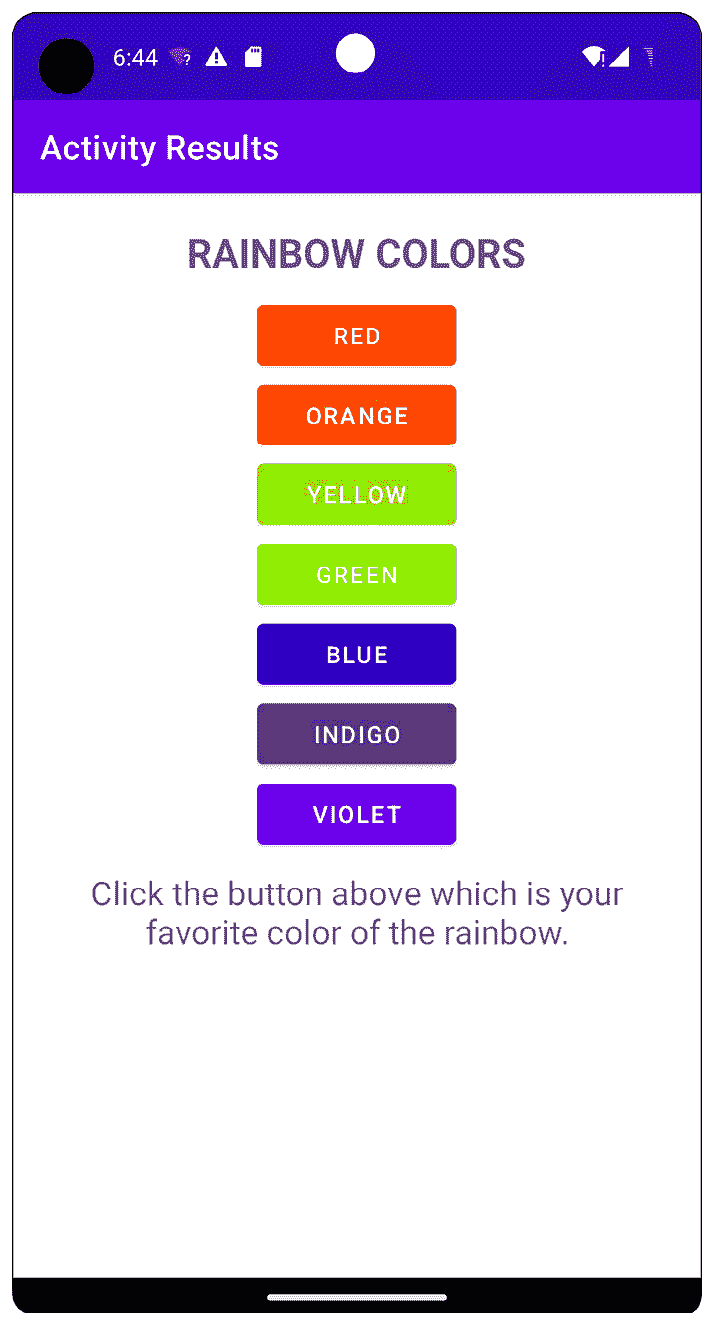 6:44
Activity Results
RAINBOW COLORS
RED
ORANGE
YELLOW
GREEN
BLUE
INDIGO
VIOLET
Click the button above which is your
favorite color of the rainbow.